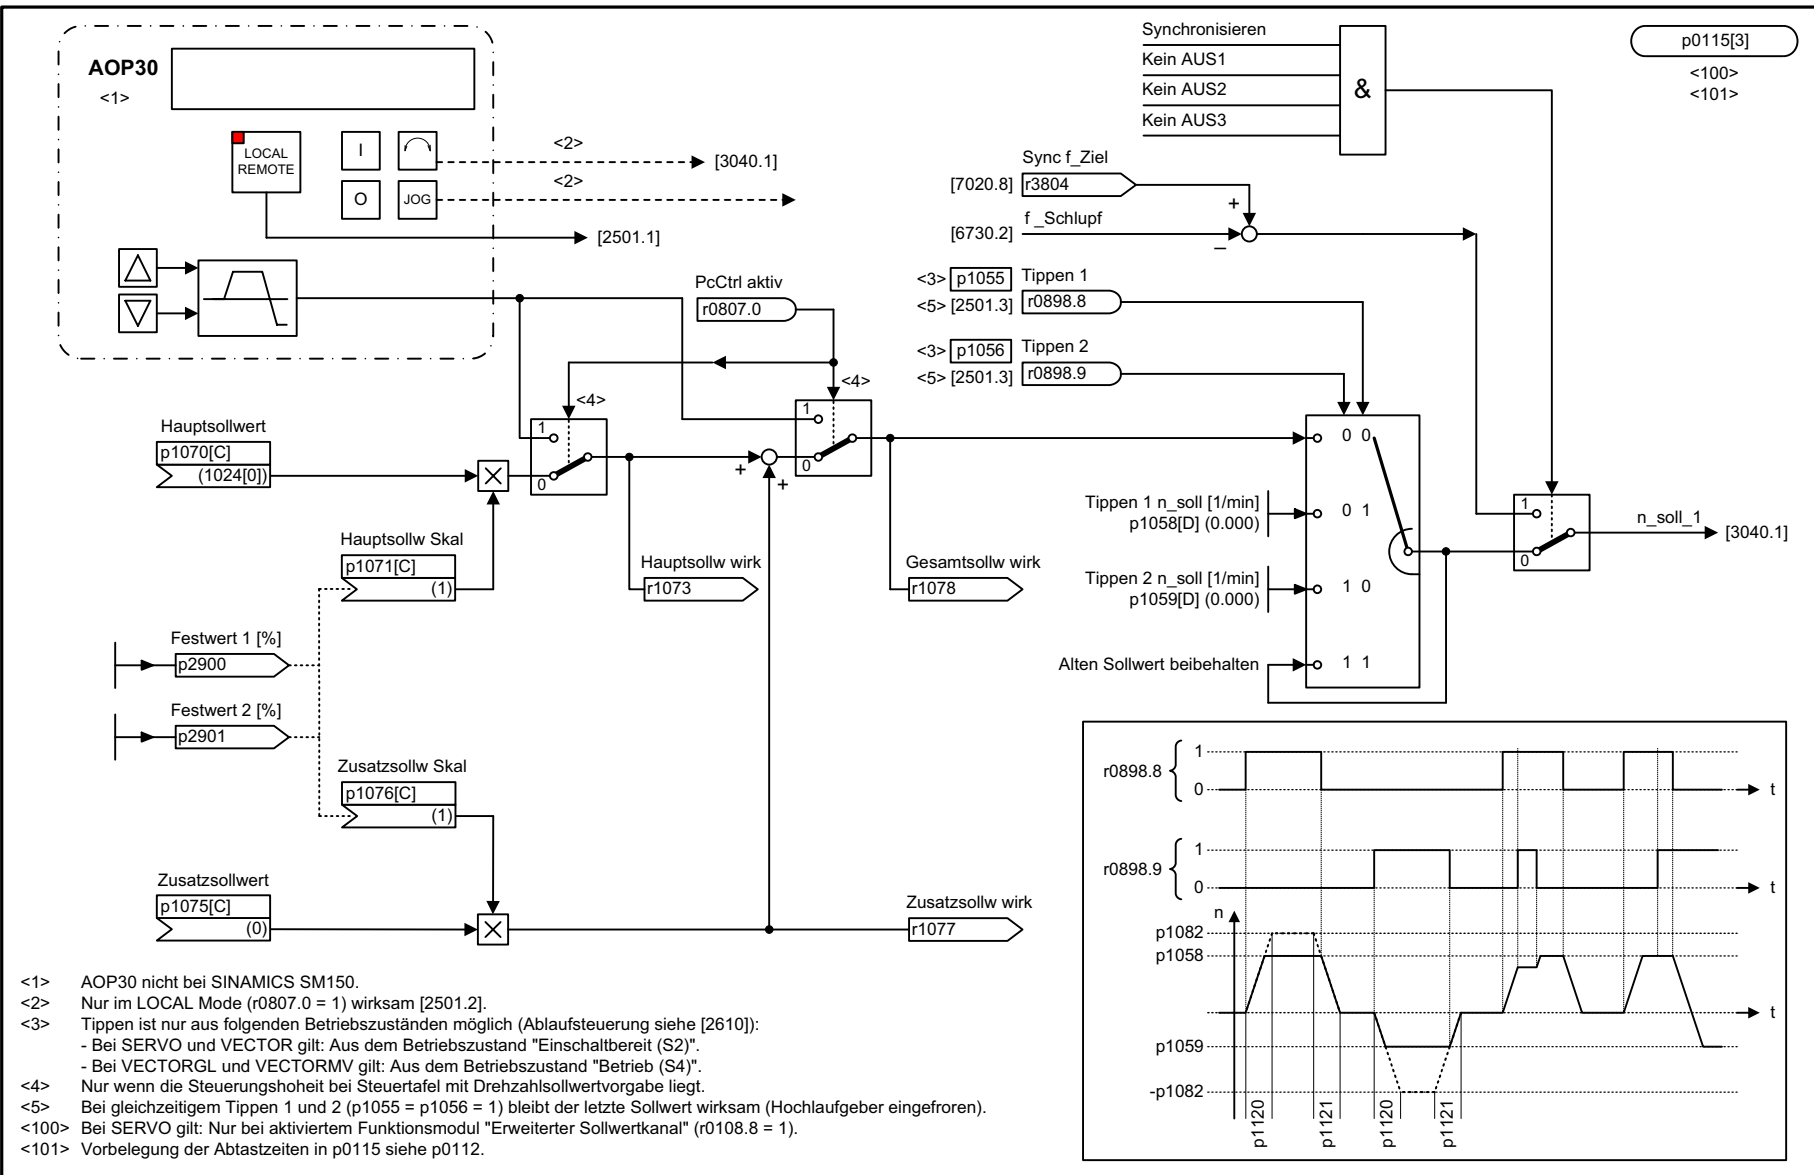 AOP30
<1>
LOCAL
REMOTE
I
O
JOG
<2>
[3040.1]
<2>
[2501.1]
Synchronisieren
Kein AUS1
Kein AUS2
Kein AUS3
&
p0115[3]
<100>
<101>
Sync f_Ziel
[7020.8]
r3804
+
f _Schlupf
[6730.2]
–
<3>
p1055
Tippen 1
<5> [2501.3]
r0898.8
<3>
p1056
Tippen 2
<5> [2501.3]
r0898.9
PcCtrl aktiv
r0807.0
<4>
<4>
1
0
1
0
+
+
Hauptsollwert
p1070[C]
(1024[0])
Hauptsollw Skal
p1071[C]
(1)
Hauptsollw wirk
r1073
Gesamtsollw wirk
r1078
Festwert 1 [%]
p2900
Festwert 2 [%]
p2901
Zusatzsollw Skal
p1076[C]
(1)
Zusatzsollwert
p1075[C]
(0)
Zusatzsollw wirk
r1077
0 0
Tippen 1 n_soll [1/min]
p1058[D] (0.000)
0 1
Tippen 2 n_soll [1/min]
p1059[D] (0.000)
1 0
Alten Sollwert beibehalten
1 1
1
0
n_soll_1
[3040.1]
r0898.8
1
0
t
r0898.9
1
0
t
n
p1082
p1058
t
p1059
-p1082
p1120
p1121
p1120
p1121
<1> AOP30 nicht bei SINAMICS SM150.
<2> Nur im LOCAL Mode (r0807.0 = 1) wirksam [2501.2].
<3> Tippen ist nur aus folgenden Betriebszuständen möglich (Ablaufsteuerung siehe [2610]):
- Bei SERVO und VECTOR gilt: Aus dem Betriebszustand "Einschaltbereit (S2)".
- Bei VECTORGL und VECTORMV gilt: Aus dem Betriebszustand "Betrieb (S4)".
<4> Nur wenn die Steuerungshoheit bei Steuertafel mit Drehzahlsollwertvorgabe liegt.
<5> Bei gleichzeitigem Tippen 1 und 2 (p1055 = p1056 = 1) bleibt der letzte Sollwert wirksam (Hochlaufgeber eingefroren).
<100> Bei SERVO gilt: Nur bei aktiviertem Funktionsmodul "Erweiterter Sollwertkanal" (r0108.8 = 1).
<101> Vorbelegung der Abtastzeiten in p0115 siehe p0112.